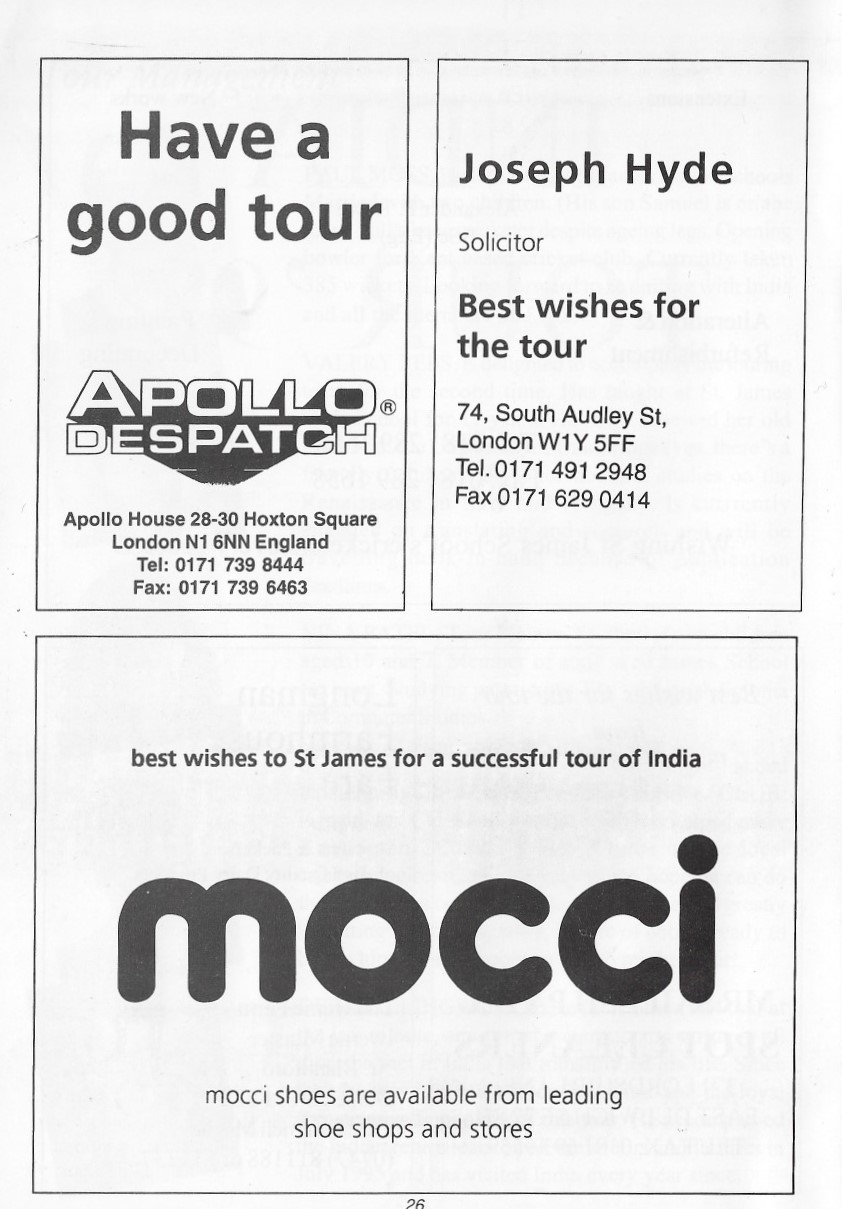 Have a
good tour
APOLLO®
DESPATCH
Apollo House 28-30 Hoxton Square
London N1 6NN England
Tel: 0171 739 8444
Fax: 0171 739 6463
Joseph Hyde
Solicitor
Best wishes for
the tour
74, South Audley St,
London W1Y 5FF
Tel. 0171 491 2948
Fax 0171 629 0414
best wishes to St James for a successful tour of India
mocci
mocci shoes are available from leading
shoe shops and stores
26